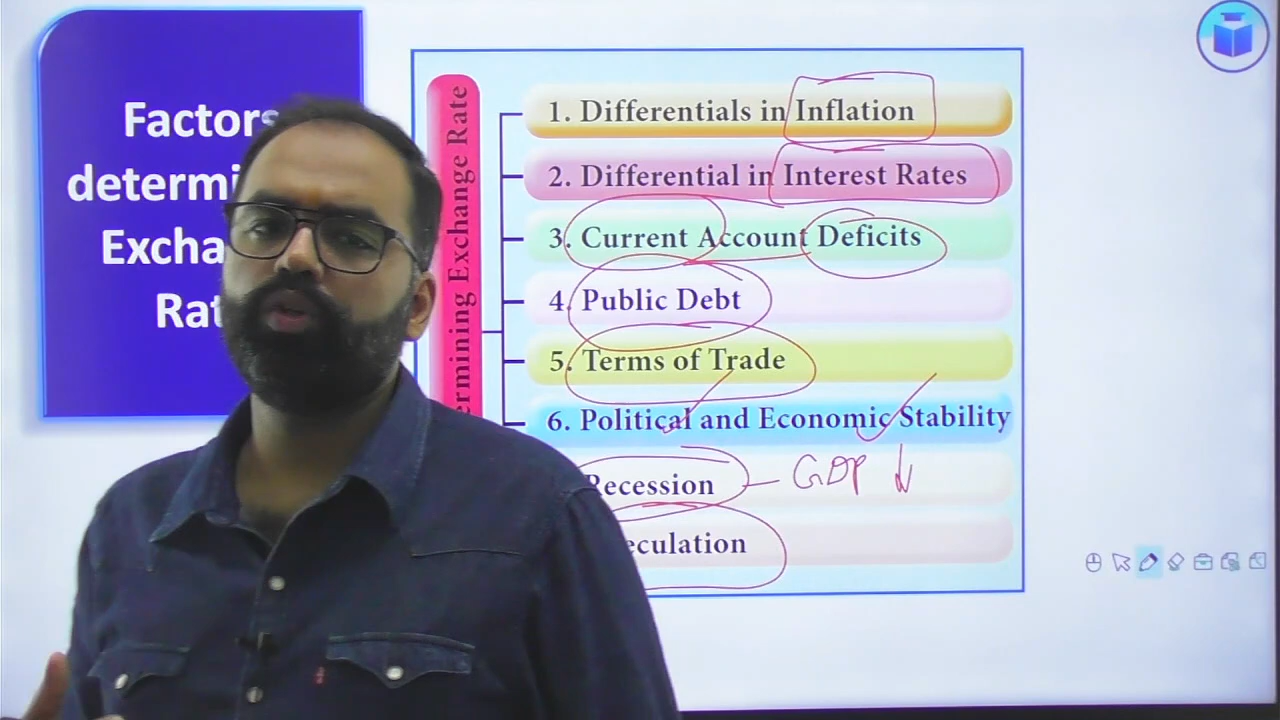 Factors
determi
Excha
Rat
ermining Exchange Rate
1. Differentials in Inflation
2. Differential in Interest Rates
3. Current Account Deficits
4. Public Debt
5. Terms of Trade
6. Political and Economic Stability
Recession – GDP ↓
eculation